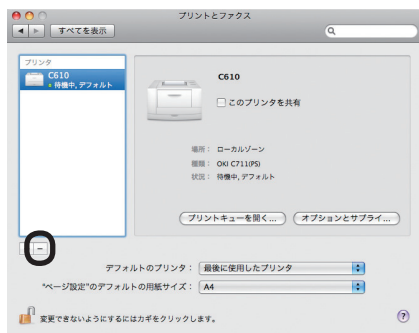 プリントとファクス
すべてを表示
プリンタ
C610
待機中, デフォルト
C610
このプリンタを共有
場所： ローカルゾーン
種類： OKI C711(PS)
状況： 待機中, デフォルト
プリントキューを開く... オプションとサプライ...
デフォルトのプリンタ： 最後に使用したプリンタ
"ページ設定"のデフォルトの用紙サイズ： A4
変更できないようにするにはカギをクリックします。